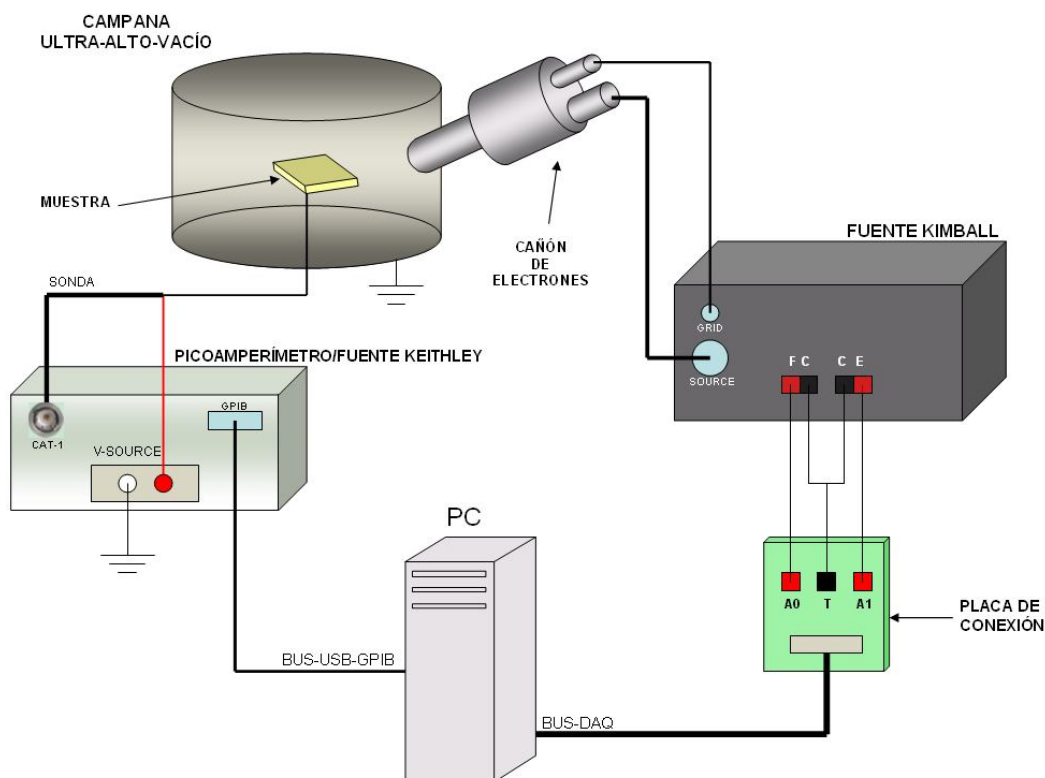 CAMPANA
ULTRA-ALTO-VACÍO
MUESTRA
CAÑÓN
DE
ELECTRONES
FUENTE KIMBALL
GRID
SOURCE
F C C E
SONDA
PICOAMPERÍMETRO/FUENTE KEITHLEY
GPIB
CAT-1
V-SOURCE
PC
A0 T A1
PLACA DE
CONEXIÓN
BUS-USB-GPIB
BUS-DAQ